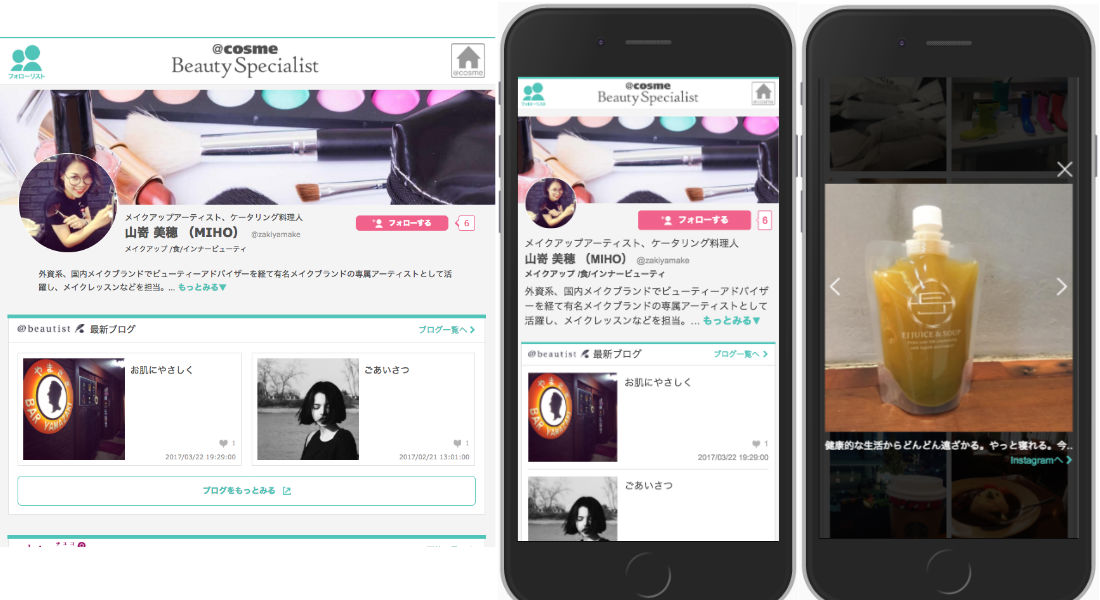 フォローリスト
@cosme
Beauty Specialist
@cosme
メイクアップアーティスト、ケータリング料理人
山嵜 美穂 (MIHO) @zakiyamake
フォローする
6
メイクアップ /食/インナービューティ
外資系、国内メイクブランドでビューティーアドバイザーを経て有名メイクブランドの専属アーティストとして活
躍し、メイクレッスンなどを担当。... もっとみる▼
@beautist 最新ブログ
ブログ一覧へ
お肌にやさしく
1
2017/03/22 19:29:00
ごあいさつ
1
2017/02/21 13:01:00
やまざき
BAR YAMAZAKI
ブログをもっとみる
フォローリスト
@cosme
Beauty Specialist
@cosme
フォローする
6
メイクアップアーティスト、ケータリング料理人
山嵜 美穂 (MIHO) @zakiyamake
メイクアップ /食/インナービューティ
外資系、国内メイクブランドでビューティーアドバイザ
ーを経て有名メイクブランドの専属アーティストとして
活躍し、メイクレッスンなどを担当。... もっとみる▼
@beautist 最新ブログ
ブログ一覧へ
お肌にやさしく
1
2017/03/22 19:29:00
やまざき
BAR YAMAZAKI
ごあいさつ
EJ JUICE & SOUP
健康的な生活からどんどん遠ざかる。やっと寝れる。今..
Instagramへ